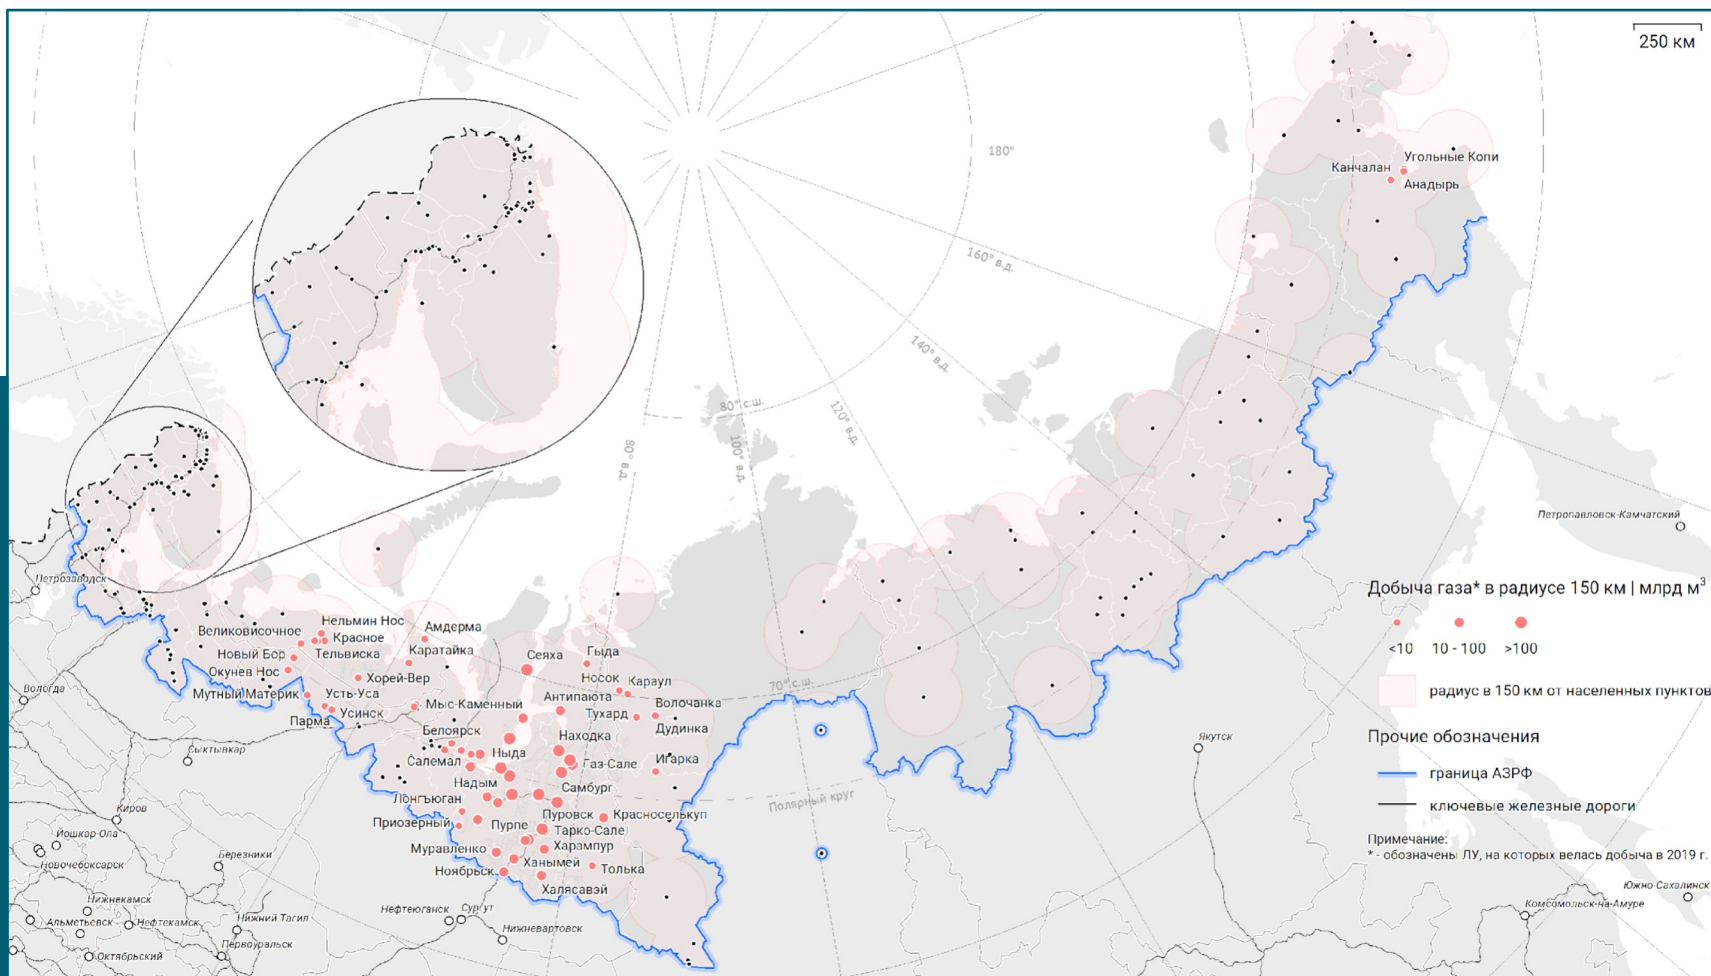 250 км
180°
Угольные Копи
Канчалан
Анадырь
160° в.д.
140° в.д.
80° с.ш.
120° в.д.
80° в.д.
100° в.д.
Петропавловск-Камчатский
Петрозаводск
Добыча газа* в радиусе 150 км | млрд м³
<10 10 - 100 >100
радиус в 150 км от населенных пунктов
Прочие обозначения
граница АЗРФ
ключевые железные дороги
Примечание:
* - обозначены ЛУ, на которых велась добыча в 2019 г.
Нельмин Нос
Великовисочное
Красное
Амдерма
Тельвиска
Каратайка
Новый Бор
Окунев Нос
Хорей-Вер
Мутный Материк
Усть-Уса
Мыс-Каменный
Парма
Усинск
Сеяха
Гыда
Носок
Караул
Антипаюта
Тухард
Волочанка
Дудинка
70° с.ш.
Белоярск
Находка
Ныда
Салемал
Газ-Сале
Игарка
Надым
Самбург
Лонгъюган
Пуровск
Красноселькуп
Приозерный
Пурпе
Тарко-Сале
Муравленко
Харампур
Ханымей
Толька
Ноябрьск
Халясавэй
Полярный круг
Вологда
Сыктывкар
Киров
Йошкар-Ола
Новочебоксарск
Березники
Нижнекамск
Альметьевск
Нефтекамск
Нижний Тагил
Первоуральск
Октябрьский
Нефтеюганск
Сургут
Нижневартовск
Якутск
Южно-Сахалинск
Комсомольск-на-Амуре